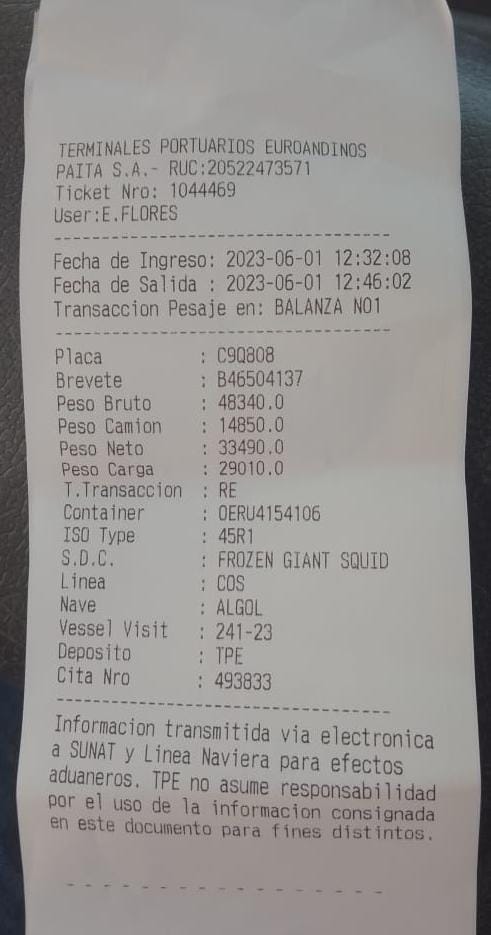 TERMINALES PORTUARIOS EUROANDINOS
PAITA S.A.- RUC:20522473571
Ticket Nro: 1044469
User:E.FLORES
Fecha de Ingreso: 2023-06-01 12:32:08
Fecha de Salida : 2023-06-01 12:46:02
Transaccion Pesaje en: BALANZA NO1
Placa : C9Q808
Brevete : B46504137
Peso Bruto : 48340.0
Peso Camion : 14850.0
Peso Neto : 33490.0
Peso Carga : 29010.0
T.Transaccion : RE
Container : OERU4154106
ISO Type : 45R1
S.D.C. : FROZEN GIANT SQUID
Linea : COS
Nave : ALGOL
Vessel Visit : 241-23
Deposito : TPE
Cita Nro : 493833
Informacion transmitida via electronica
a SUNAT y Linea Naviera para efectos
aduaneros. TPE no asume responsabilidad
por el uso de la informacion consignada
en este documento para fines distintos.